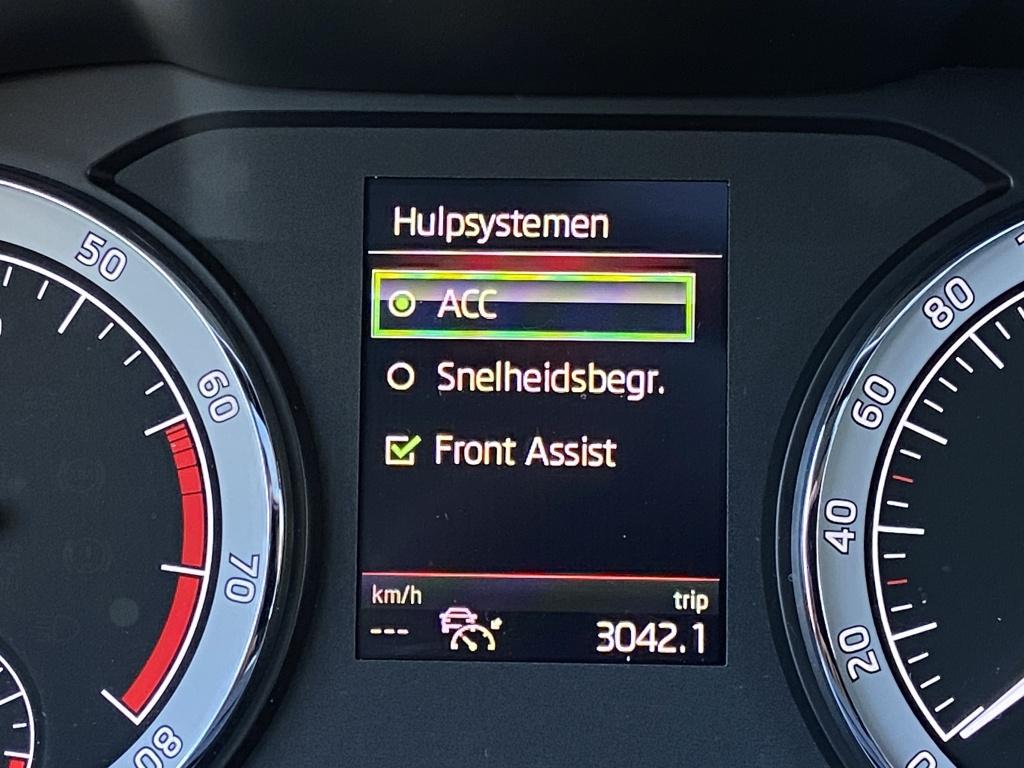 Hulpsystemen
ACC
Snelheidsbegr.
Front Assist
km/h
trip
---
3042.1
50
60
70
80
80
60
40
20